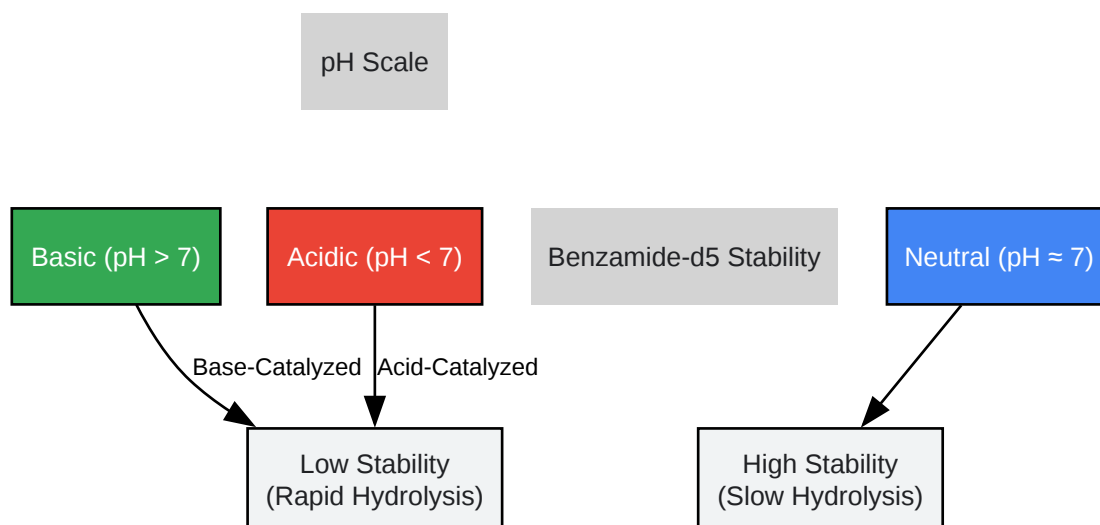 pH Scale
Basic (pH > 7)
Acidic (pH < 7)
Benzamide-d5 Stability
Neutral (pH ≈ 7)
Base-Catalyzed
Acid-Catalyzed
Low Stability
(Rapid Hydrolysis)
High Stability
(Slow Hydrolysis)